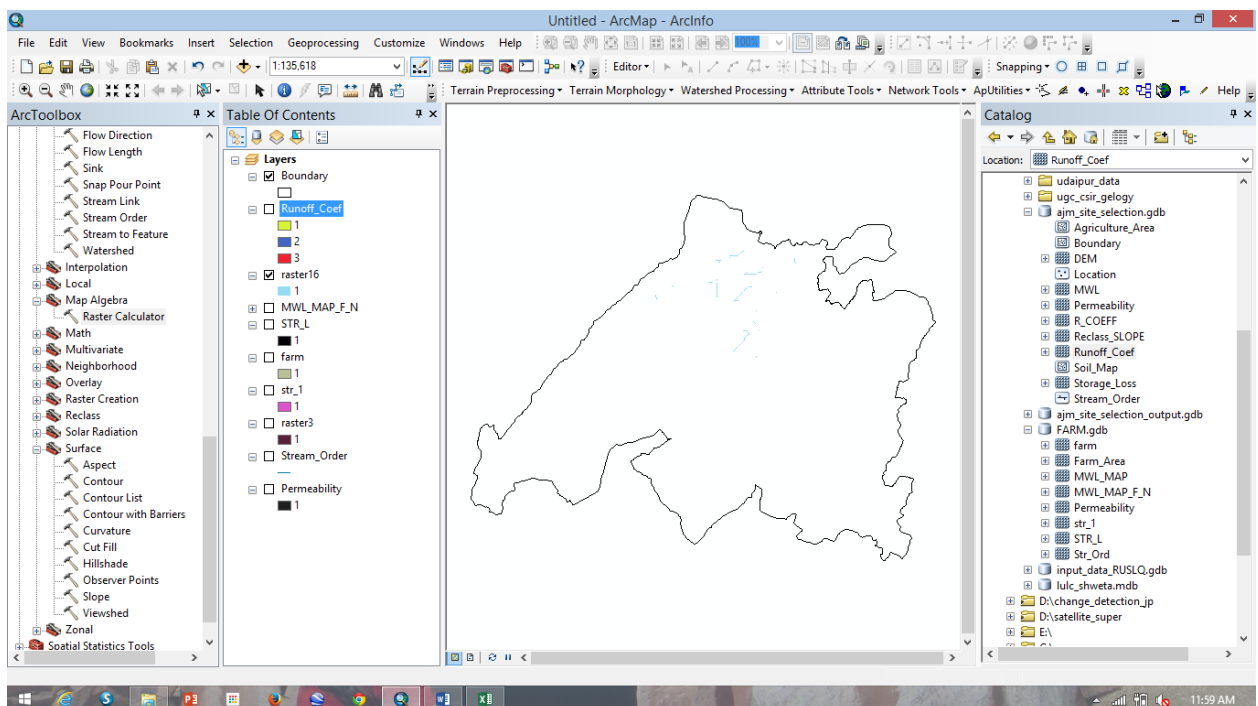 Untitled - ArcMap - ArcInfo
File Edit View Bookmarks Insert Selection Geoprocessing Customize Windows Help 100%
1:135,618 Editor Snapping
Terrain Preprocessing Terrain Morphology Watershed Processing Attribute Tools Network Tools ApUtilities Help
ArcToolbox
Flow Direction
Flow Length
Sink
Snap Pour Point
Stream Link
Stream Order
Stream to Feature
Watershed
Interpolation
Local
Map Algebra
Raster Calculator
Math
Multivariate
Neighborhood
Overlay
Raster Creation
Reclass
Solar Radiation
Surface
Aspect
Contour
Contour List
Contour with Barriers
Curvature
Cut Fill
Hillshade
Observer Points
Slope
Viewshed
Zonal
Spatial Statistics Tools
Table Of Contents
Layers
Boundary
Runoff_Coef
1
2
3
raster16
1
MWL_MAP_F_N
STR_L
1
farm
1
str_1
1
raster3
1
Stream_Order
Permeability
1
Catalog
Location: Runoff_Coef
udaipur_data
ugc_csir_gelogy
ajm_site_selection.gdb
Agriculture_Area
Boundary
DEM
Location
MWL
Permeability
R_COEFF
Reclass_SLOPE
Runoff_Coef
Soil_Map
Storage_Loss
Stream_Order
ajm_site_selection_output.gdb
FARM.gdb
farm
Farm_Area
MWL_MAP
MWL_MAP_F_N
Permeability
str_1
STR_L
Str_Ord
input_data_RUSLQ.gdb
lulc_shweta.mdb
D:\change_detection_jp
D:\satellite_super
E:\
11:59 AM